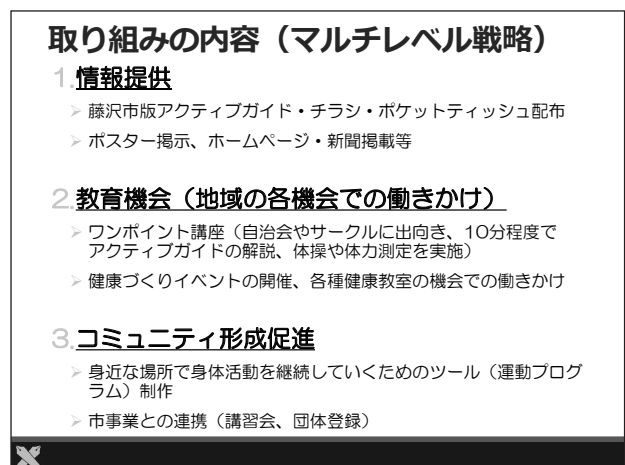 取り組みの内容（マルチレベル戦略）
1.情報提供
➢ 藤沢市版アクティブガイド・チラシ・ポケットティッシュ配布
➢ ポスター掲示、ホームページ・新聞掲載等
2.教育機会（地域の各機会での働きかけ）
➢ ワンポイント講座（自治会やサークルに出向き、10分程度で
アクティブガイドの解説、体操や体力測定を実施）
➢ 健康づくりイベントの開催、各種健康教室の機会での働きかけ
3.コミュニティ形成促進
➢ 身近な場所で身体活動を継続していくためのツール（運動プログ
ラム）制作
➢ 市事業との連携（講習会、団体登録）